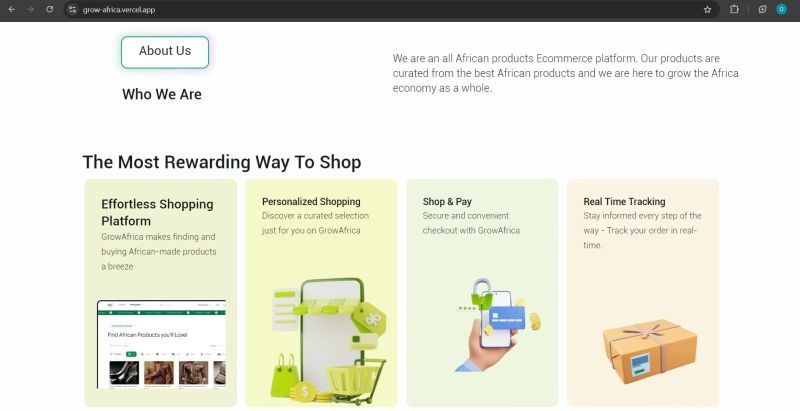 grow-africa.vercel.app
About Us
Who We Are
We are an all African products Ecommerce platform. Our products are
curated from the best African products and we are here to grow the Africa
economy as a whole.
The Most Rewarding Way To Shop
Effortless Shopping
Platform
GrowAfrica makes finding and
buying African-made products
a breeze
Find African Products you'll Love!
Personalized Shopping
Discover a curated selection
just for you on GrowAfrica
Shop & Pay
Secure and convenient
checkout with GrowAfrica
Real Time Tracking
Stay informed every step of the
way - Track your order in real-
time.